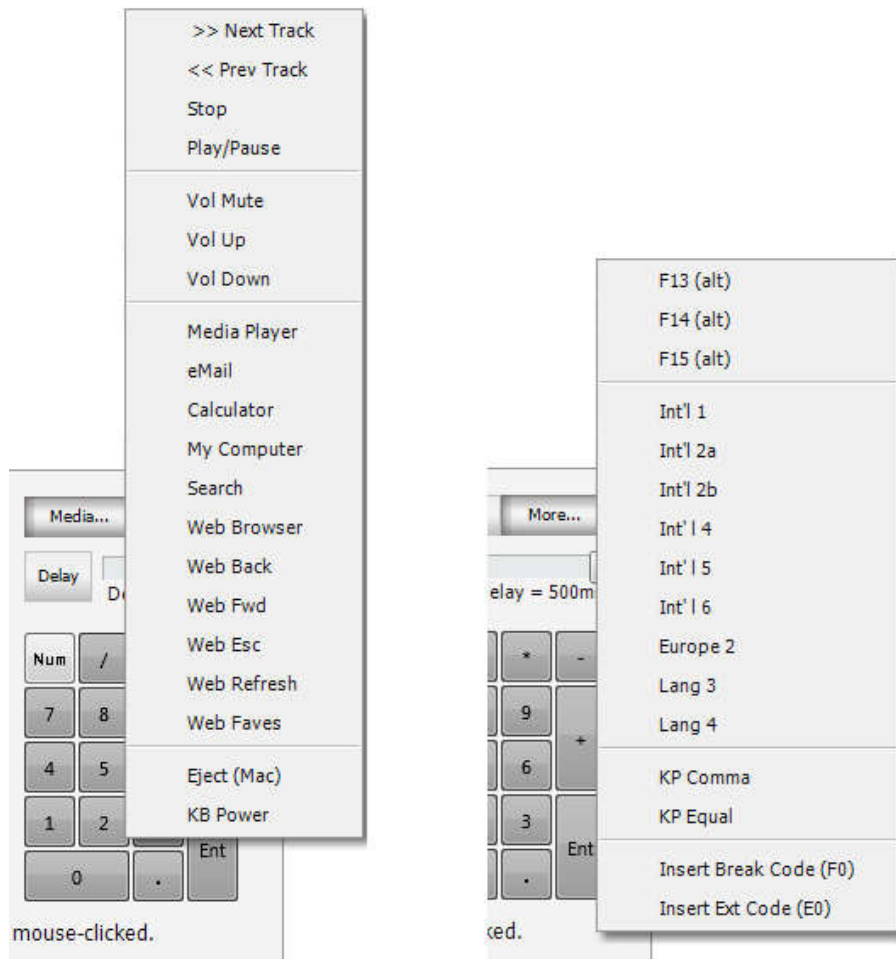 >> Next Track
<< Prev Track
Stop
Play/Pause
Vol Mute
Vol Up
Vol Down
Media Player
eMail
Calculator
My Computer
Search
Web Browser
Web Back
Web Fwd
Web Esc
Web Refresh
Web Faves
Eject (Mac)
KB Power
Media...
Delay
Num /
7 8
4 5
1 2
Ent
0 .
mouse-clicked.
F13 (alt)
F14 (alt)
F15 (alt)
Int'l 1
Int'l 2a
Int'l 2b
Int' l 4
Int' l 5
Int' l 6
Europe 2
Lang 3
Lang 4
KP Comma
KP Equal
Insert Break Code (F0)
Insert Ext Code (E0)
More...
elay = 500m
* -
9
+
6
3
Ent
.